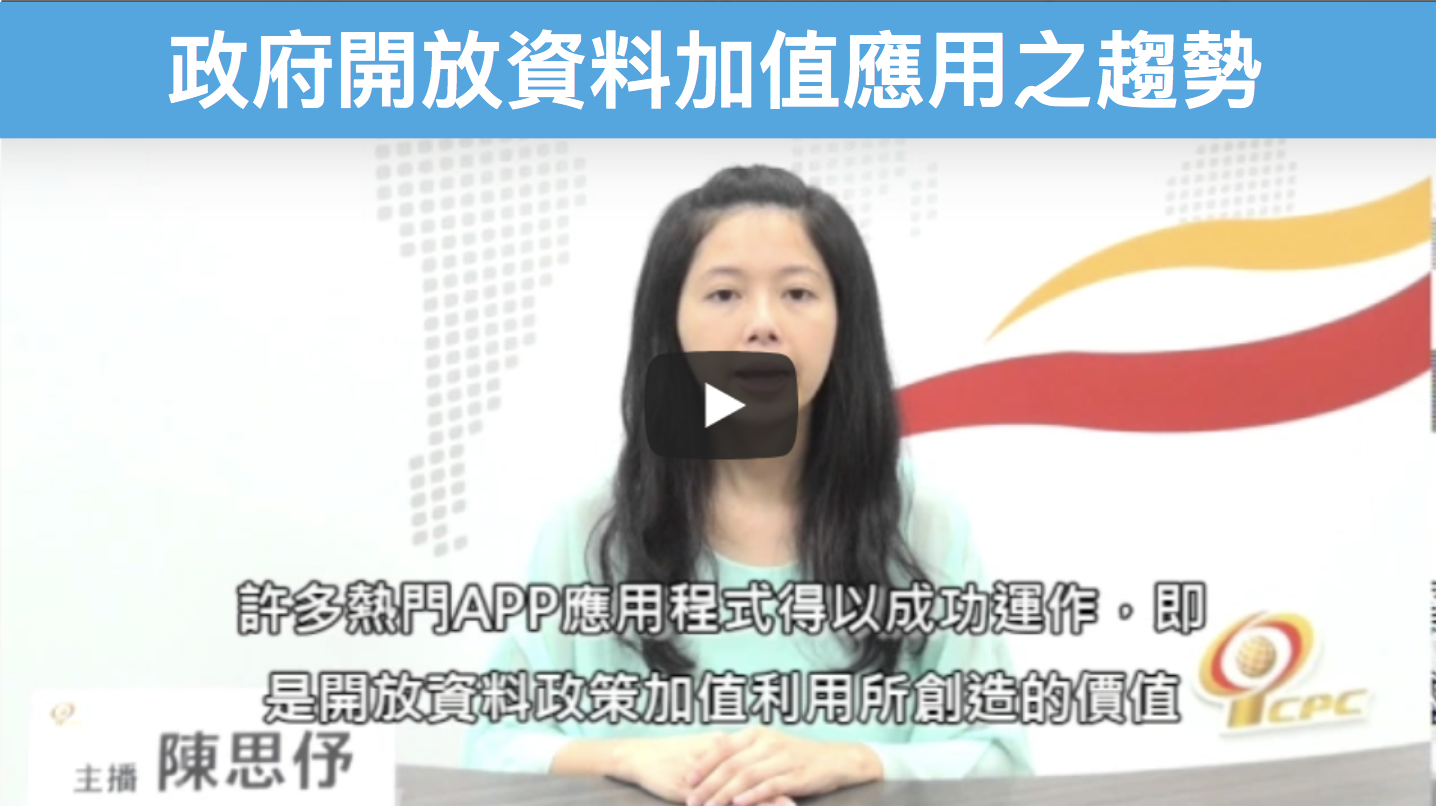 政府開放資料加值應用之趨勢
許多熱門APP應用程式得以成功運作，即
是開放資料政策加值利用所創造的價值
CPC
主播 陳思伃